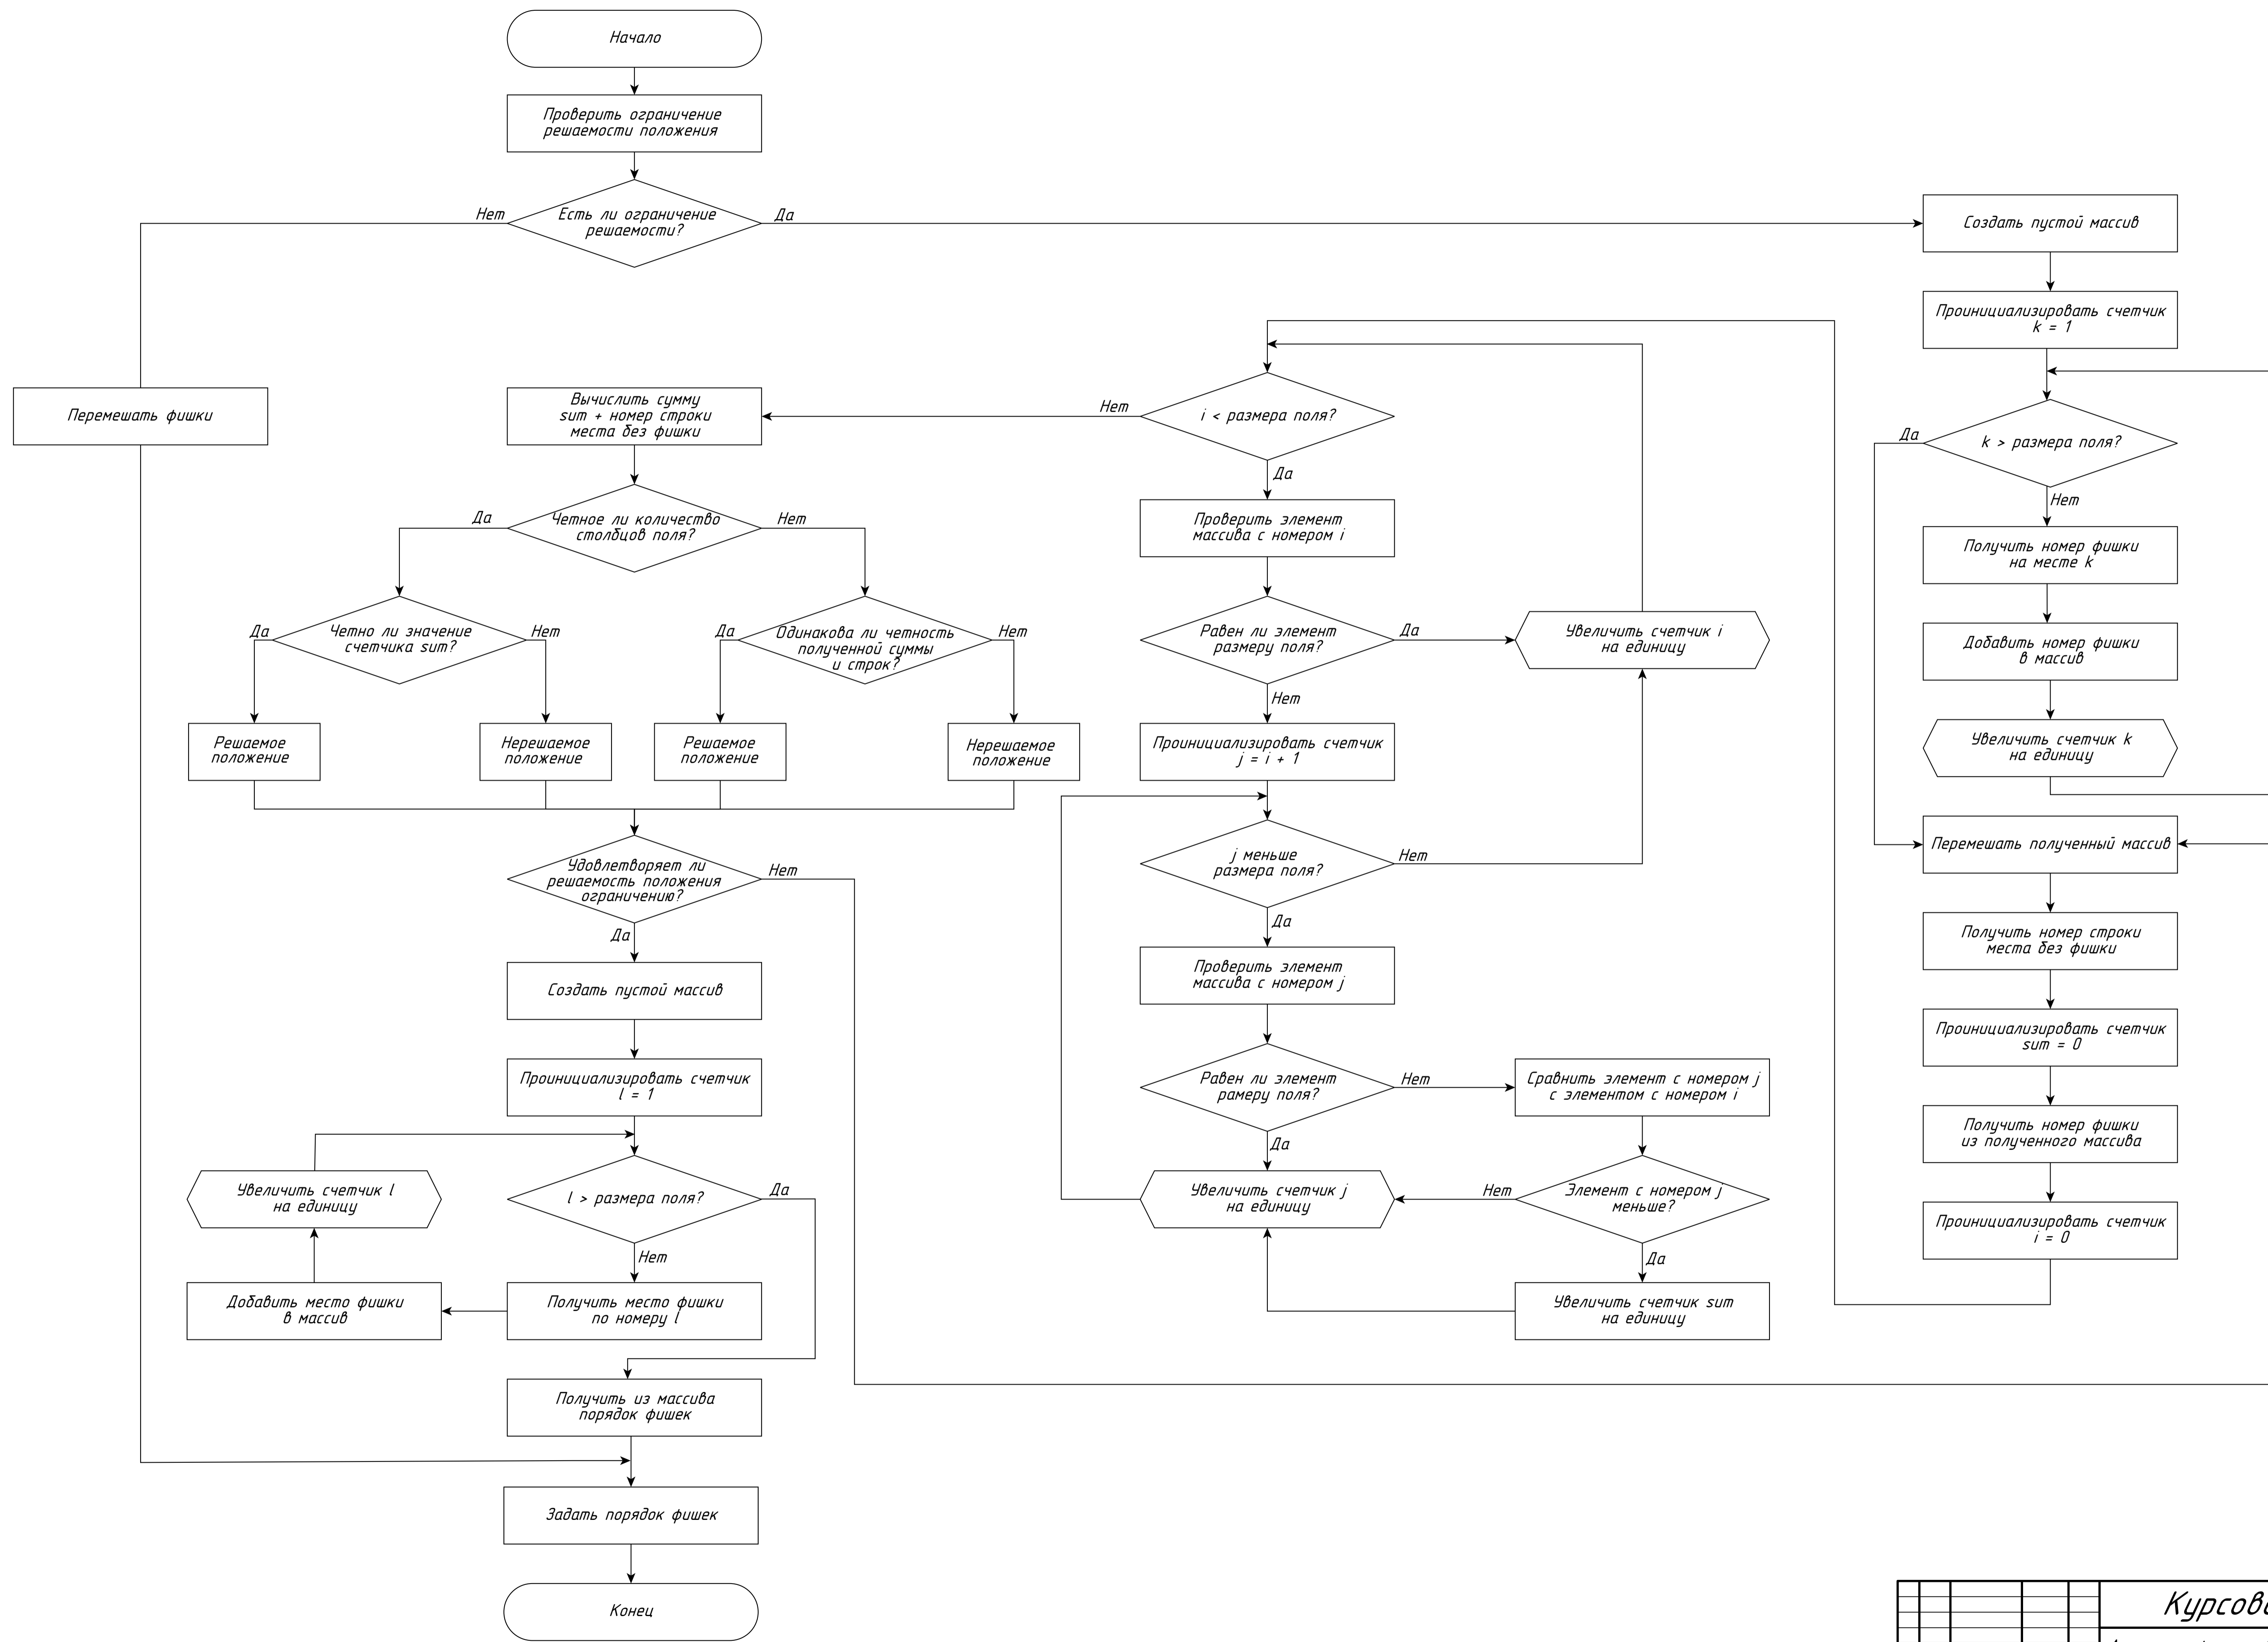 Начало
Проверить ограничение
решаемости положения
Есть ли ограничение
решаемости?
Нет
Да
Перемешать фишки
Вычислить сумму
sum + номер строки
места без фишки
Четное ли количество
столбцов поля?
Да
Нет
Четно ли значение
счетчика sum?
Да
Нет
Одинакова ли четность
полученной суммы
и строк?
Да
Нет
Решаемое
положение
Нерешаемое
положение
Решаемое
положение
Нерешаемое
положение
Удовлетворяет ли
решаемость положения
ограничению?
Нет
Да
Создать пустой массив
Проинициализировать счетчик
l = 1
l > размера поля?
Да
Нет
Увеличить счетчик l
на единицу
Добавить место фишки
в массив
Получить место фишки
по номеру l
Получить из массива
порядок фишек
Задать порядок фишек
Конец
i < размера поля?
Нет
Да
Проверить элемент
массива с номером i
Равен ли элемент
размеру поля?
Да
Нет
Увеличить счетчик i
на единицу
Проинициализировать счетчик
j = i + 1
j меньше
размера поля?
Нет
Да
Проверить элемент
массива с номером j
Равен ли элемент
рамеру поля?
Нет
Да
Сравнить элемент с номером j
с элементом с номером i
Увеличить счетчик j
на единицу
Элемент с номером j
меньше?
Нет
Да
Увеличить счетчик sum
на единицу
Создать пустой массив
Проинициализировать счетчик
k = 1
k > размера поля?
Да
Нет
Получить номер фишки
на месте k
Добавить номер фишки
в массив
Увеличить счетчик k
на единицу
Перемешать полученный массив
Получить номер строки
места без фишки
Проинициализировать счетчик
sum = 0
Получить номер фишки
из полученного массива
Проинициализировать счетчик
i = 0